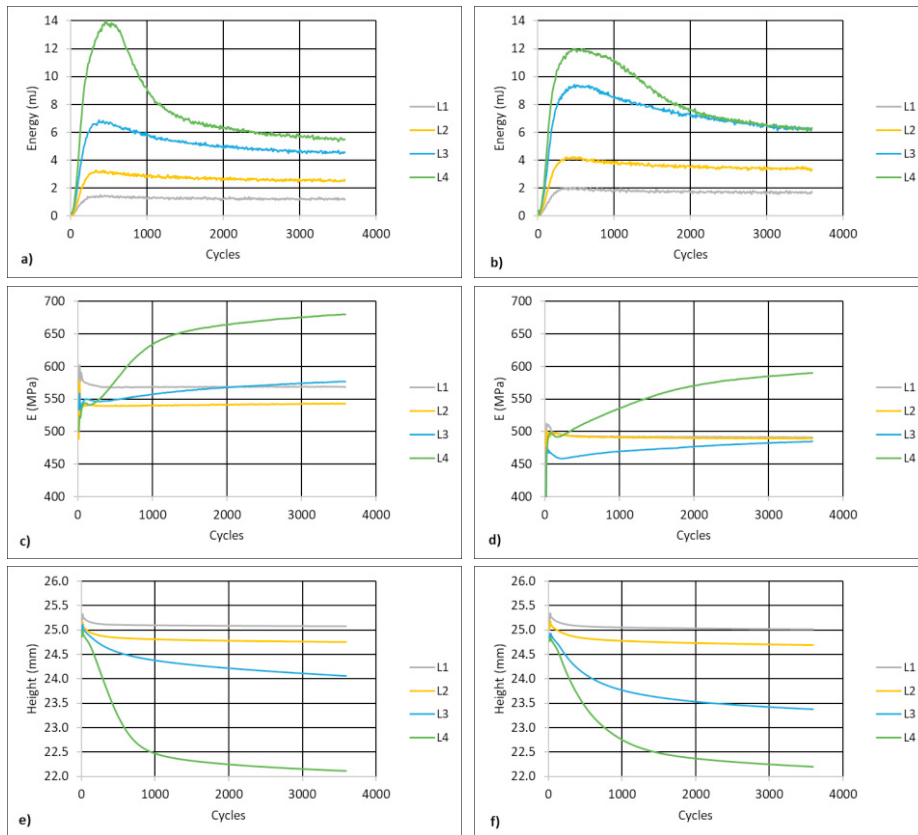 14
12
10
8
6
4
2
0
Energy (mJ)
0 1000 2000 3000 4000
Cycles
L1
L2
L3
L4
a)
14
12
10
8
6
4
2
0
Energy (mJ)
0 1000 2000 3000 4000
Cycles
L1
L2
L3
L4
b)
700
650
600
550
500
450
400
E (MPa)
0 1000 2000 3000 4000
Cycles
L1
L2
L3
L4
c)
700
650
600
550
500
450
400
E (MPa)
0 1000 2000 3000 4000
Cycles
L1
L2
L3
L4
d)
26.0
25.5
25.0
24.5
24.0
23.5
23.0
22.5
22.0
Height (mm)
0 1000 2000 3000 4000
Cycles
L1
L2
L3
L4
e)
26.0
25.5
25.0
24.5
24.0
23.5
23.0
22.5
22.0
Height (mm)
0 1000 2000 3000 4000
Cycles
L1
L2
L3
L4
f)